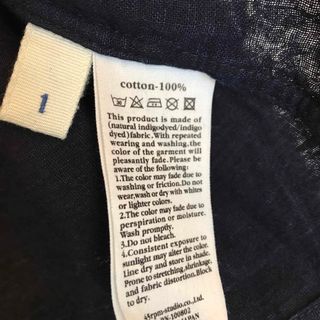 1
cotton-100%
This product is made of
(natural indigodyed/indigo
dyed)fabric. With repeated
wearing and washing,the
color of the garment will
pleasantly fade. Please be
aware of the following:
1.The color may fade due to
washing or friction.Do not
wear,wash or dry with whites
or lighter colors.
2.The color may fade due to
perspiration or moisture.
Wash promptly.
3.Do not bleach.
4.Consistent exposure to
sunlight may alter the color.
Line dry and store in shade.
Prone to stretching,shrinkage,
and fabric distortion.Block
to dry.
45rpm-studio.co.,Ltd.
RN-100802
JAPAN